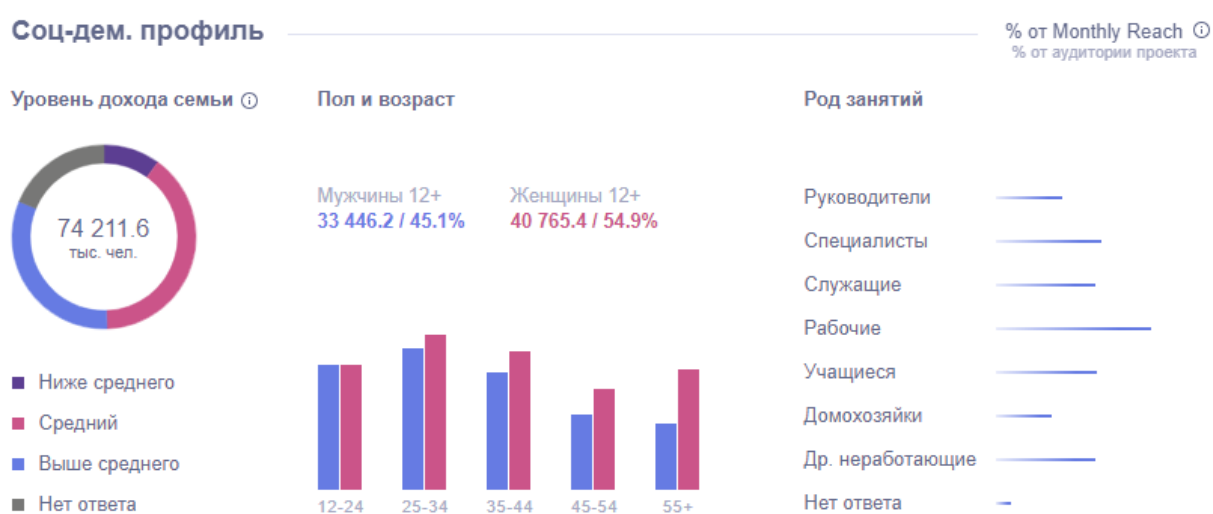 Соц-дем. профиль
% от Monthly Reach
% от аудитории проекта
Уровень дохода семьи
74 211.6
тыс. чел.
Ниже среднего
Средний
Выше среднего
Нет ответа
Пол и возраст
Мужчины 12+
33 446.2 / 45.1%
Женщины 12+
40 765.4 / 54.9%
12-24 25-34 35-44 45-54 55+
Род занятий
Руководители
Специалисты
Служащие
Рабочие
Учащиеся
Домохозяйки
Др. неработающие
Нет ответа